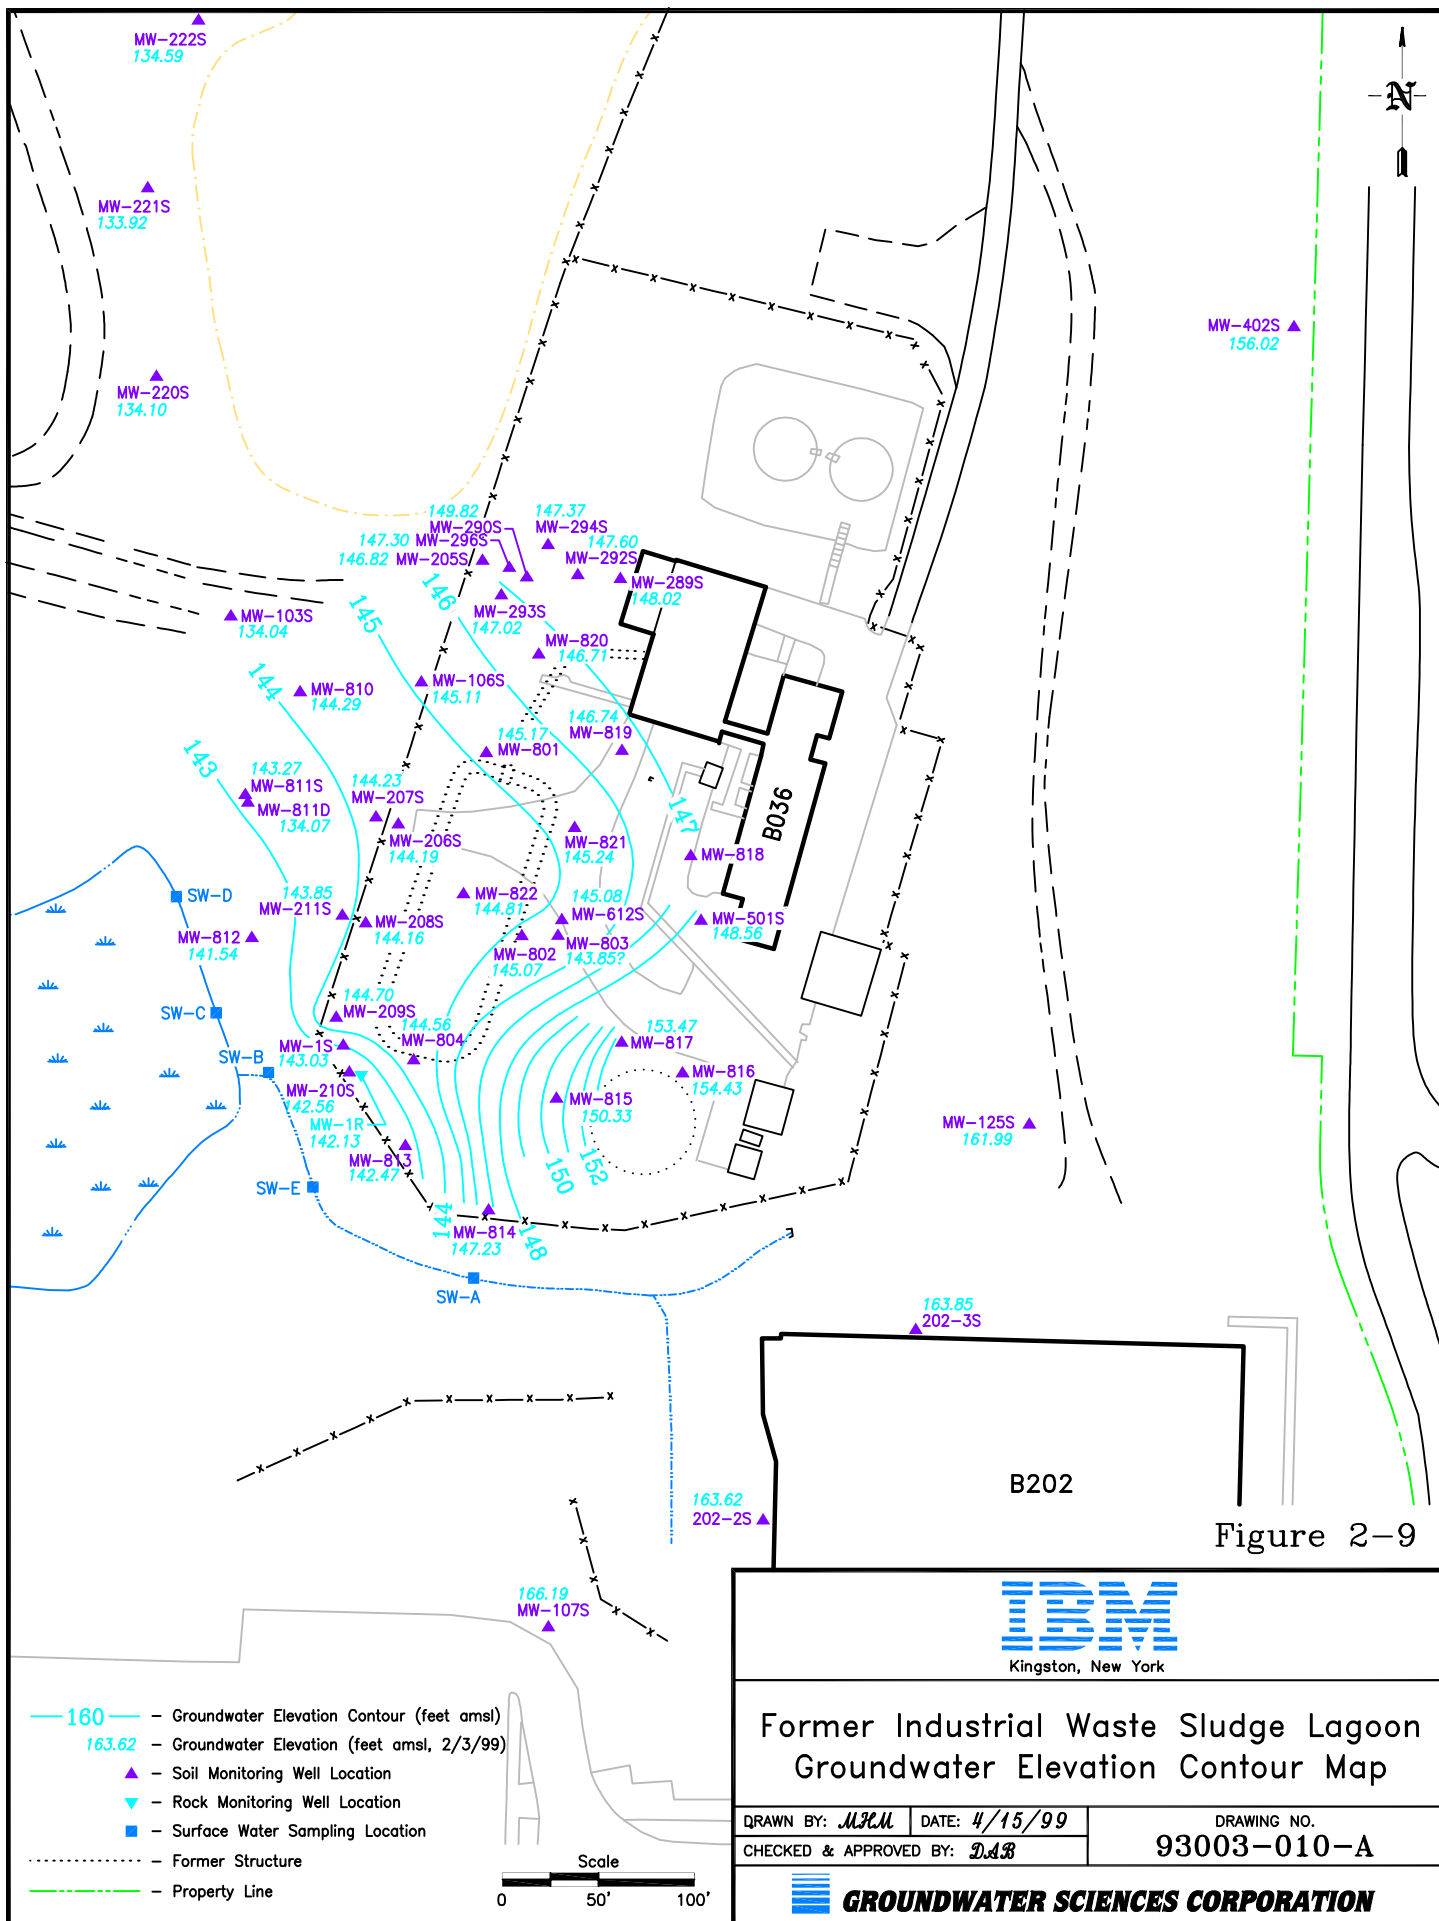 MW-222S
134.59
N
MW-221S
133.92
MW-402S
156.02
MW-220S
134.10
149.82
MW-290S
147.37
MW-294S
147.30
MW-296S
147.60
MW-292S
146.82
MW-205S
MW-289S
148.02
MW-293S
147.02
146
145
MW-103S
134.04
MW-820
146.71
144
MW-810
144.29
MW-106S
145.11
146.74
MW-819
145.17
MW-801
143
143.27
MW-811S
MW-811D
134.07
144.23
MW-207S
MW-206S
144.19
147
B036
MW-821
145.24
MW-818
SW-D
143.85
MW-211S
MW-822
144.81
145.08
MW-612S
MW-501S
148.56
MW-812
141.54
MW-208S
144.16
MW-802
145.07
MW-803
143.85?
SW-C
144.70
MW-209S
144.56
MW-804
153.47
MW-817
MW-1S
143.03
SW-B
MW-816
154.43
MW-210S
142.56
MW-1R
142.13
MW-815
150.33
MW-125S
161.99
MW-813
142.47
150
152
SW-E
144
MW-814
147.23
148
SW-A
163.85
202-3S
B202
163.62
202-2S
Figure 2-9
166.19
MW-107S
IBM
Kingston, New York
160 - Groundwater Elevation Contour (feet amsl)
163.62 - Groundwater Elevation (feet amsl, 2/3/99)
- Soil Monitoring Well Location
- Rock Monitoring Well Location
- Surface Water Sampling Location
- Former Structure
- Property Line
Scale
0 50' 100'
Former Industrial Waste Sludge Lagoon
Groundwater Elevation Contour Map
DRAWN BY: MHM DATE: 4/15/99
CHECKED & APPROVED BY: DAB
DRAWING NO.
93003-010-A
GROUNDWATER SCIENCES CORPORATION